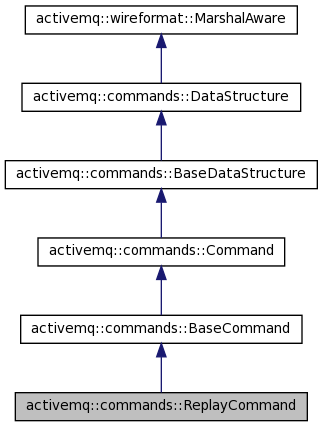 activemq::wireformat::MarshalAware
activemq::commands::DataStructure
activemq::commands::BaseDataStructure
activemq::commands::Command
activemq::commands::BaseCommand
activemq::commands::ReplayCommand